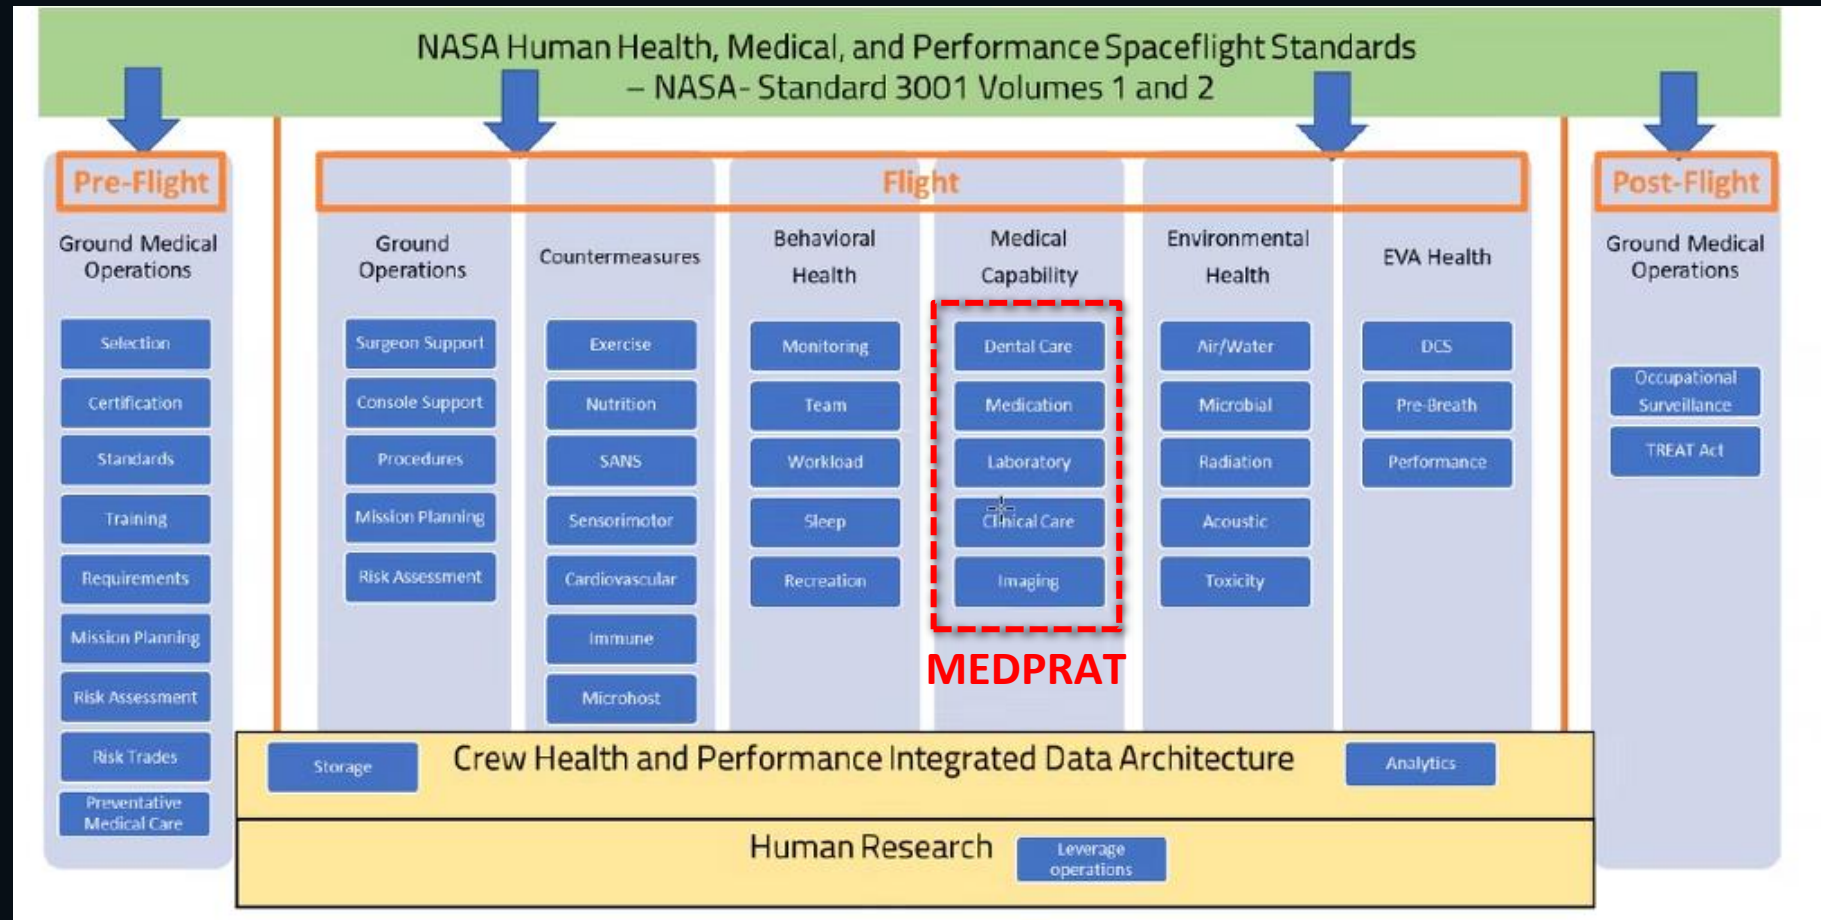 NASA Human Health, Medical, and Performance Spaceflight Standards
– NASA- Standard 3001 Volumes 1 and 2
Pre-Flight
Ground Medical
Operations
Selection
Certification
Standards
Training
Requirements
Mission Planning
Risk Assessment
Risk Trades
Preventative
Medical Care
Flight
Ground
Operations
Surgeon Support
Console Support
Procedures
Mission Planning
Risk Assessment
Countermeasures
Exercise
Nutrition
SANS
Sensorimotor
Cardiovascular
Immune
Microhost
Behavioral
Health
Monitoring
Team
Workload
Sleep
Recreation
Medical
Capability
Dental Care
Medication
Laboratory
Clinical Care
Imaging
MEDPRAT
Environmental
Health
Air/Water
Microbial
Radiation
Acoustic
Toxicity
EVA Health
DCS
Pre-Breath
Performance
Post-Flight
Ground Medical
Operations
Occupational
Surveillance
TREAT Act
Storage
Crew Health and Performance Integrated Data Architecture
Analytics
Human Research
Leverage
operations